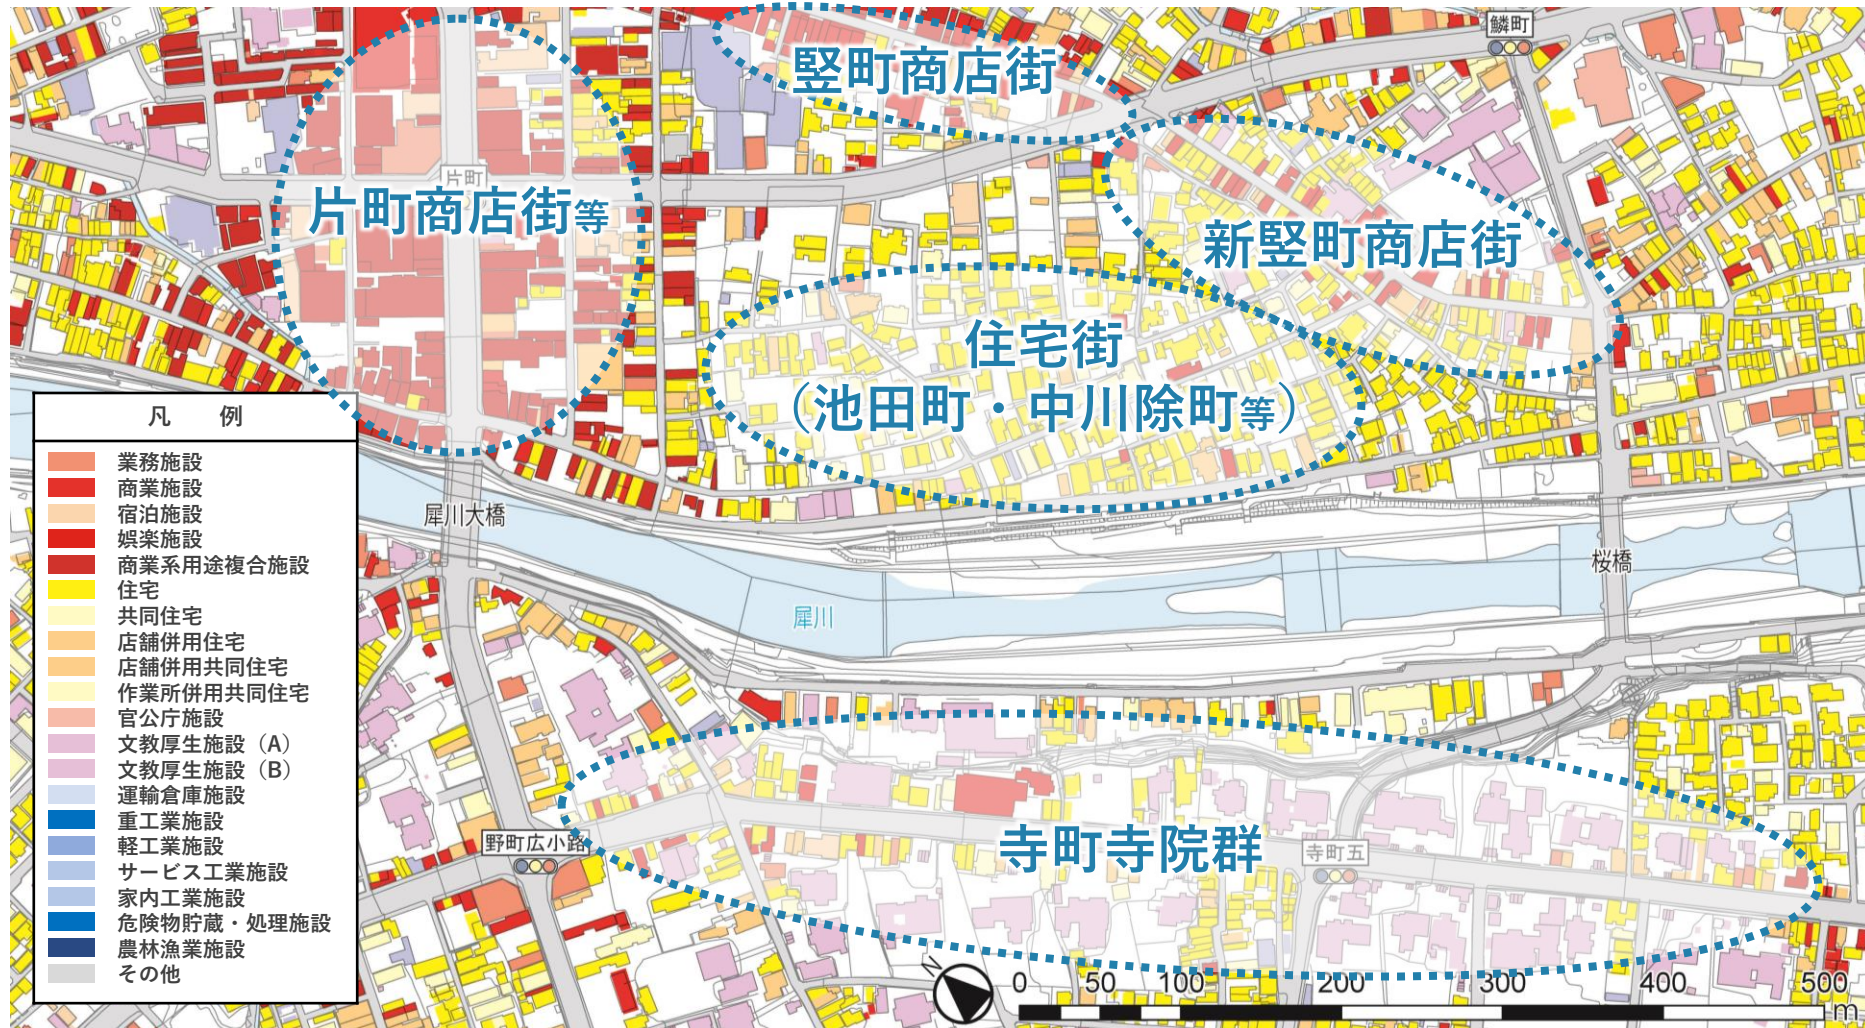 鱗町
竪町商店街
片町
片町商店街等
新竪町商店街
住宅街
（池田町・中川除町等）
凡 例
業務施設
商業施設
宿泊施設
娯楽施設
商業系用途複合施設
住宅
共同住宅
店舗併用住宅
店舗併用共同住宅
作業所併用共同住宅
官公庁施設
文教厚生施設（A）
文教厚生施設（B）
運輸倉庫施設
重工業施設
軽工業施設
サービス工業施設
家内工業施設
危険物貯蔵・処理施設
農林漁業施設
その他
犀川大橋
桜橋
犀川
野町広小路
寺町寺院群
寺町五
N
0 50 100 200 300 400 500
m